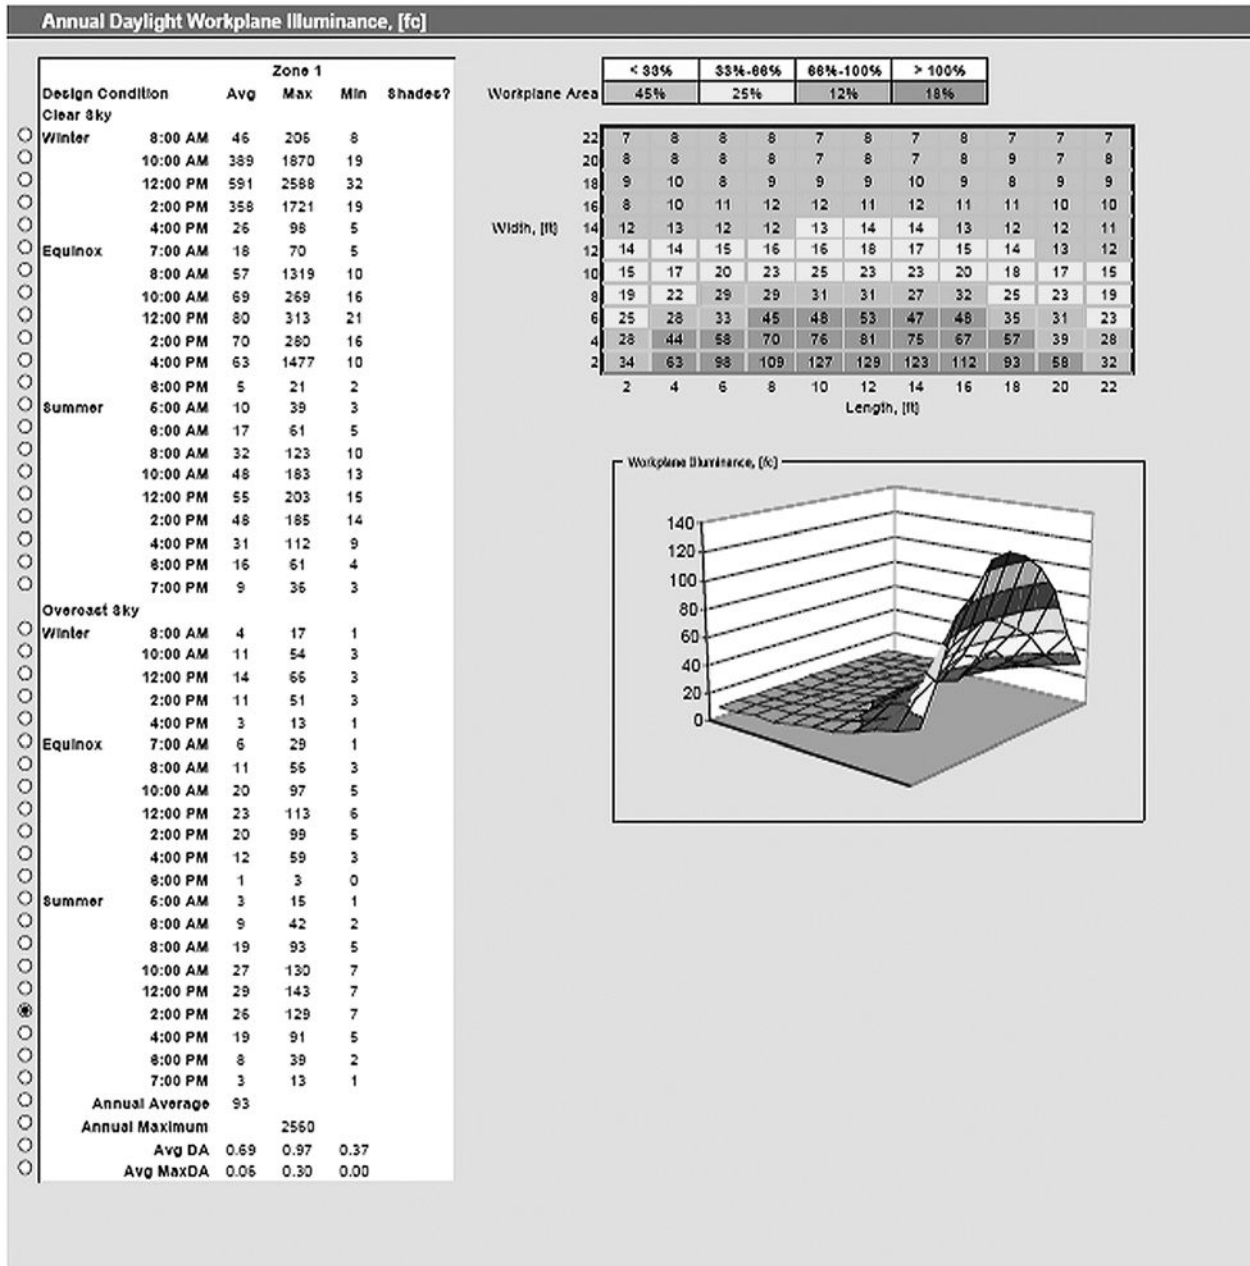 Annual Daylight Workplane Illuminance, [fc]
Zone 1
Design Condition Avg Max Min Shades?
Clear Sky
Winter 8:00 AM 46 206 8
10:00 AM 389 1870 19
12:00 PM 591 2588 32
2:00 PM 358 1721 19
4:00 PM 26 98 5
Equinox 7:00 AM 18 70 5
8:00 AM 57 1319 10
10:00 AM 69 269 16
12:00 PM 80 313 21
2:00 PM 70 280 16
4:00 PM 63 1477 10
6:00 PM 5 21 2
Summer 5:00 AM 10 39 3
6:00 AM 17 61 5
8:00 AM 32 123 10
10:00 AM 48 183 13
12:00 PM 55 203 15
2:00 PM 48 185 14
4:00 PM 31 112 9
6:00 PM 16 61 4
7:00 PM 9 36 3
Overcast Sky
Winter 8:00 AM 4 17 1
10:00 AM 11 54 3
12:00 PM 14 66 3
2:00 PM 11 51 3
4:00 PM 3 13 1
Equinox 7:00 AM 6 29 1
8:00 AM 11 56 3
10:00 AM 20 97 5
12:00 PM 23 113 6
2:00 PM 20 99 5
4:00 PM 12 59 3
6:00 PM 1 3 0
Summer 5:00 AM 3 15 1
6:00 AM 9 42 2
8:00 AM 19 93 5
10:00 AM 27 130 7
12:00 PM 29 143 7
2:00 PM 26 129 7
4:00 PM 19 91 5
6:00 PM 8 39 2
7:00 PM 3 13 1
Annual Average 93
Annual Maximum 2560
Avg DA 0.69 0.97 0.37
Avg MaxDA 0.06 0.30 0.00
< 33% 33%-66% 66%-100% > 100%
Workplane Area 45% 25% 12% 18%
22 7 8 8 8 7 8 7 8 7 7 7
20 8 8 8 8 7 8 7 8 9 7 8
18 9 10 8 9 9 9 10 9 8 9 9
16 8 10 11 12 12 11 12 11 11 10 10
Width, [ft] 14 12 13 12 12 13 14 14 13 12 12 11
12 14 14 15 16 16 18 17 15 14 13 12
10 15 17 20 23 25 23 23 20 18 17 15
8 19 22 29 29 31 31 27 32 25 23 19
6 25 28 33 45 48 53 47 48 35 31 23
4 28 44 58 70 76 81 75 67 57 39 28
2 34 63 98 109 127 129 123 112 93 58 32
2 4 6 8 10 12 14 16 18 20 22
Length, [ft]
Workplane Illuminance, [fc]
140
120
100
80
60
40
20
0